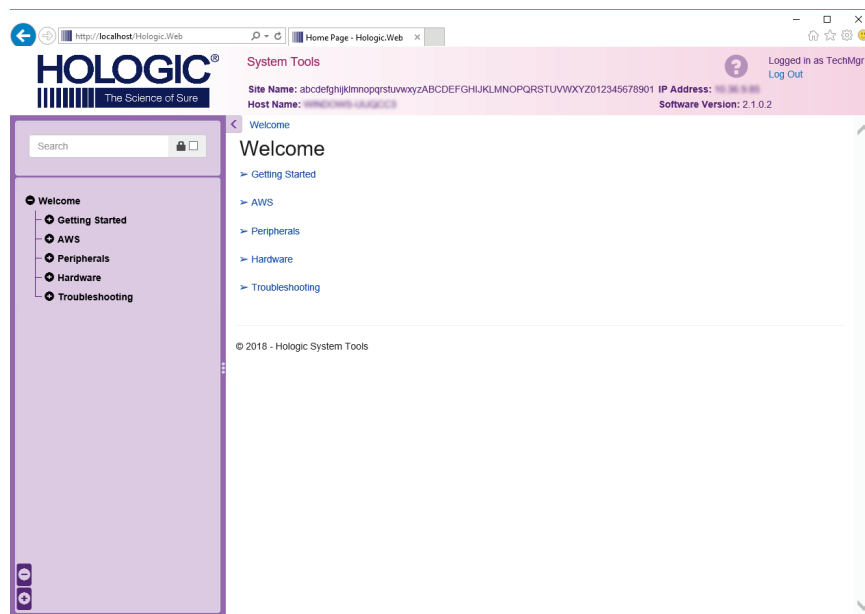 http://localhost/Hologic.Web
Home Page - Hologic.Web
HOLOGIC®
The Science of Sure
System Tools
Logged in as TechMgr
Log Out
Site Name: abcdefghijklmnopqrstuvwxyzABCDEFGHIJKLMNOPQRSTUVWXYZ012345678901 IP Address:
Host Name: Software Version: 2.1.0.2
Search
Welcome
Getting Started
AWS
Peripherals
Hardware
Troubleshooting
Welcome
Welcome
➢ Getting Started
➢ AWS
➢ Peripherals
➢ Hardware
➢ Troubleshooting
© 2018 - Hologic System Tools